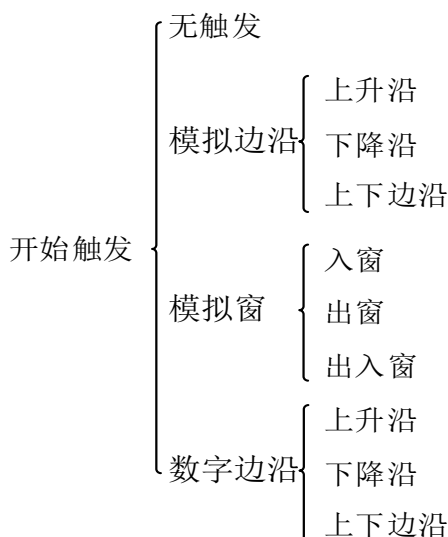 开始触发
无触发
模拟边沿
上升沿
下降沿
上下边沿
模拟窗
入窗
出窗
出入窗
数字边沿
上升沿
下降沿
上下边沿